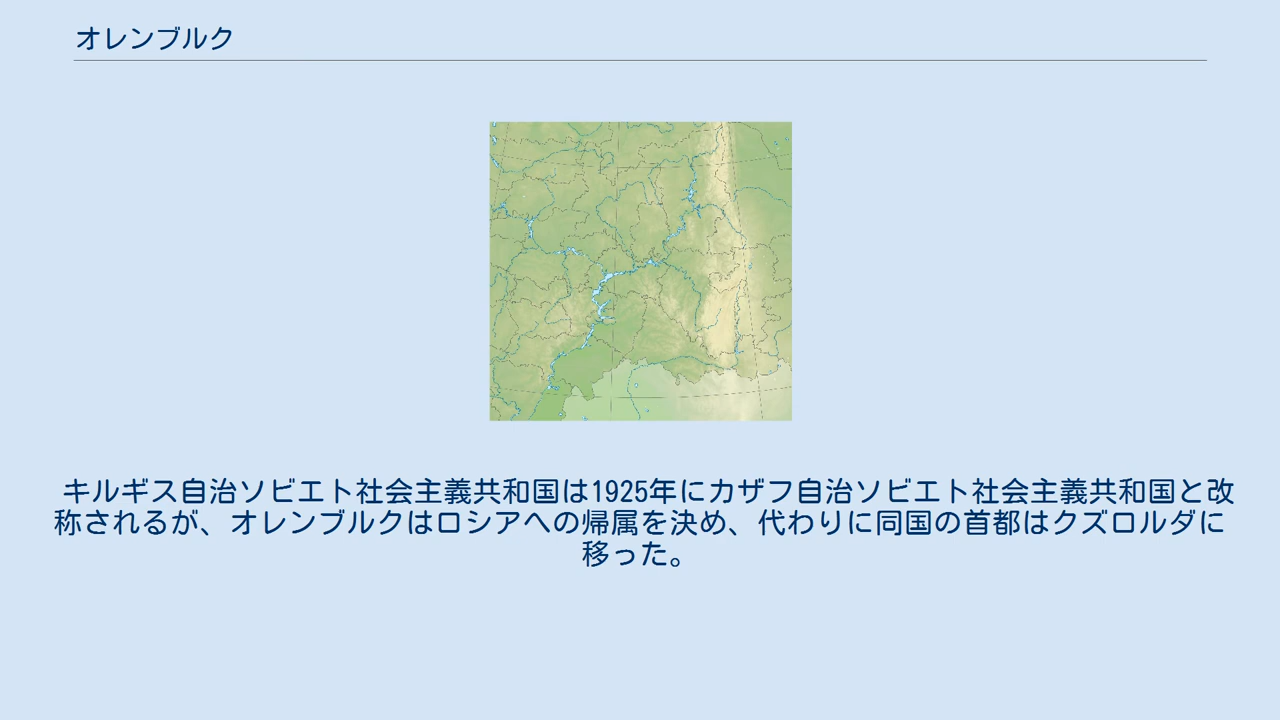 オレンブルク
キルギス自治ソビエト社会主義共和国は1925年にカザフ自治ソビエト社会主義共和国と改
称されるが、オレンブルクはロシアへの帰属を決め、代わりに同国の首都はクズロルダに
移った。